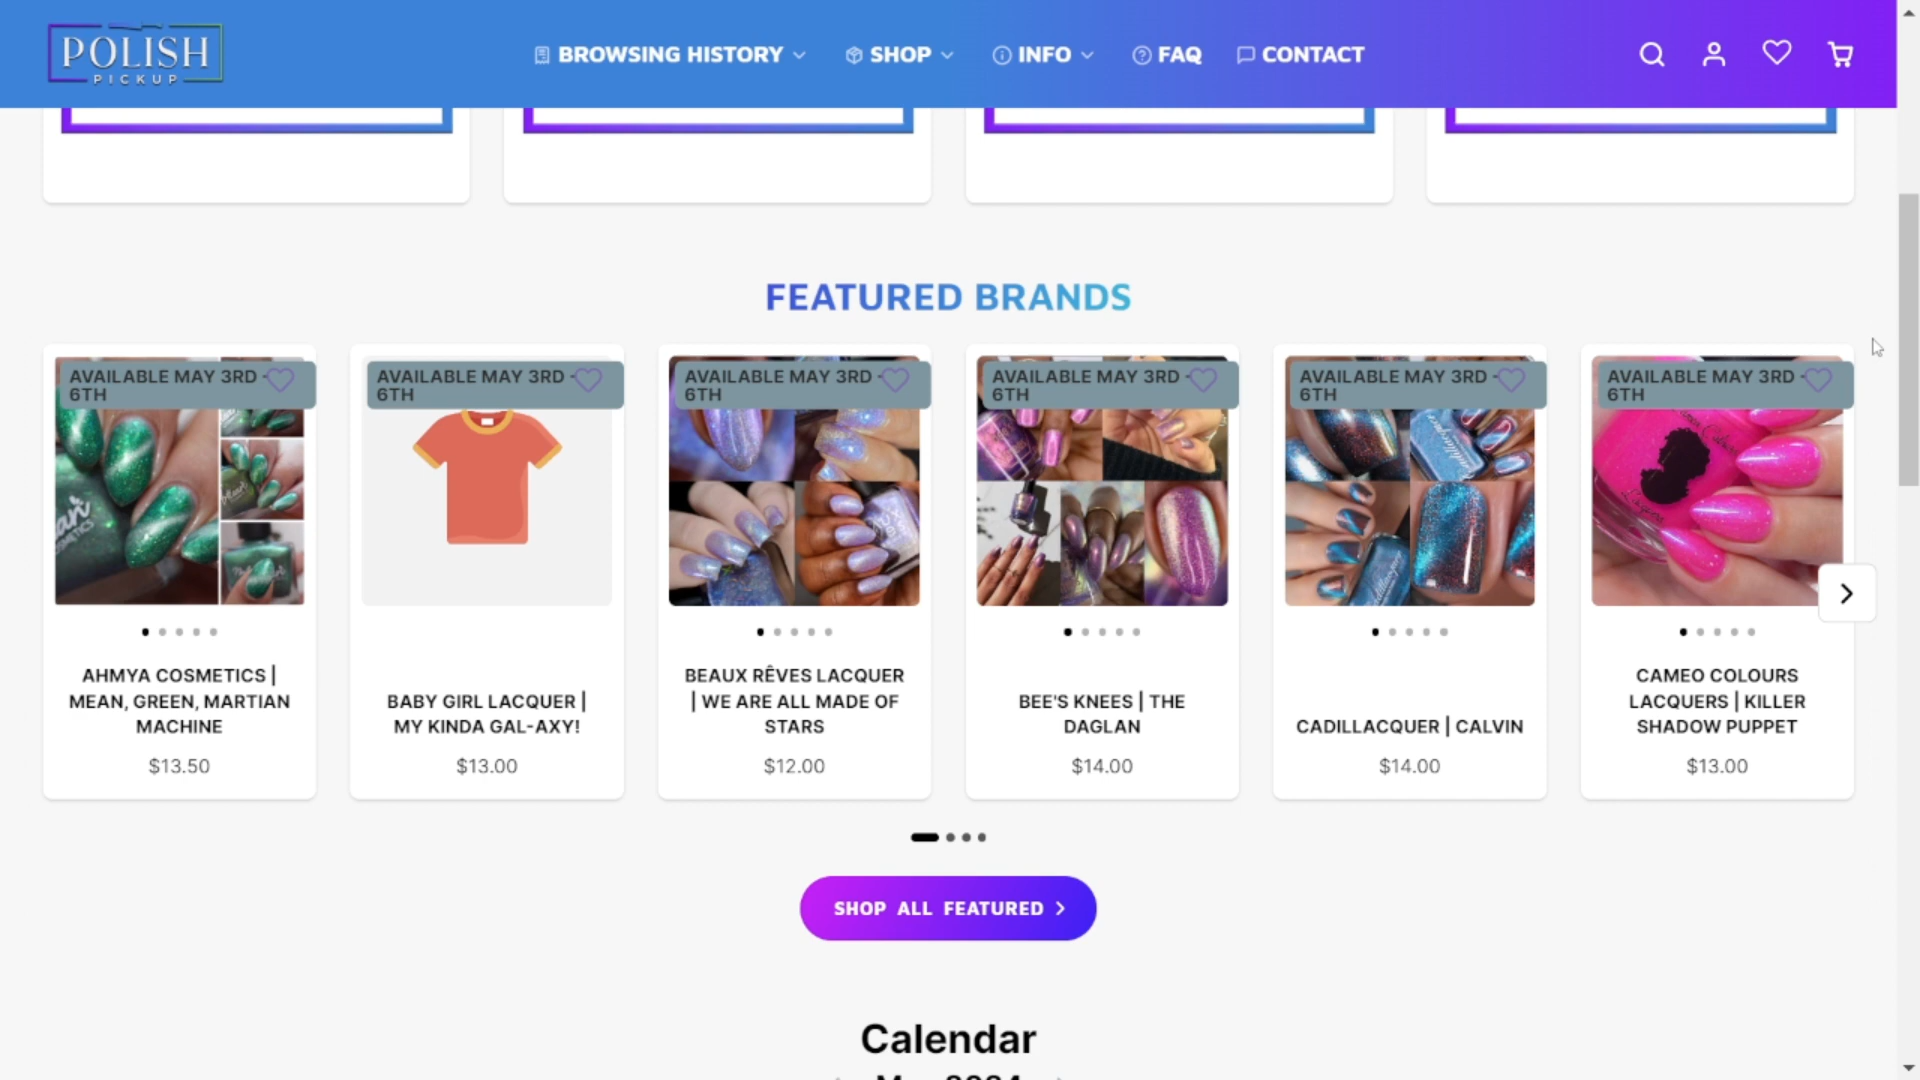 POLISH
PICKUP
BROWSING HISTORY
SHOP
INFO
FAQ
CONTACT
FEATURED BRANDS
AVAILABLE MAY 3RD -
6TH
AVAILABLE MAY 3RD -
6TH
AVAILABLE MAY 3RD -
6TH
AVAILABLE MAY 3RD -
6TH
AVAILABLE MAY 3RD -
6TH
AVAILABLE MAY 3RD -
6TH
AHMYA COSMETICS |
MEAN, GREEN, MARTIAN
MACHINE
$13.50
BABY GIRL LACQUER |
MY KINDA GAL-AXY!
$13.00
BEAUX RÊVES LACQUER
| WE ARE ALL MADE OF
STARS
$12.00
BEE'S KNEES | THE
DAGLAN
$14.00
CADILLACQUER | CALVIN
$14.00
CAMEO COLOURS
LACQUERS | KILLER
SHADOW PUPPET
$13.00
SHOP ALL FEATURED
Calendar
May 2024